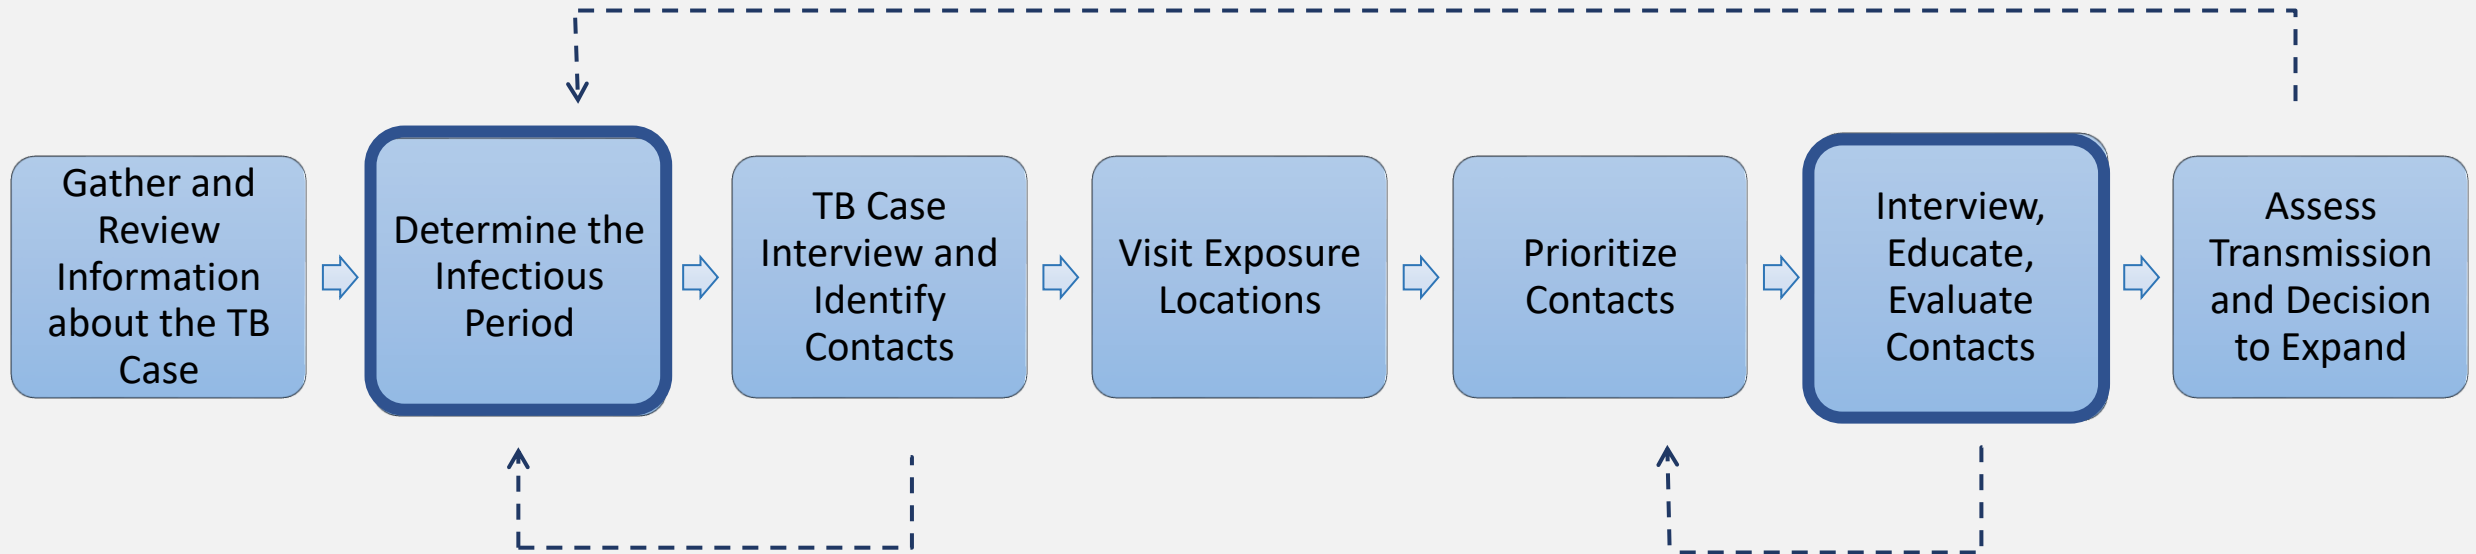 Gather and
Review
Information
about the TB
Case
Determine the
Infectious
Period
TB Case
Interview and
Identify
Contacts
Visit Exposure
Locations
Prioritize
Contacts
Interview,
Educate,
Evaluate
Contacts
Assess
Transmission
and Decision
to Expand